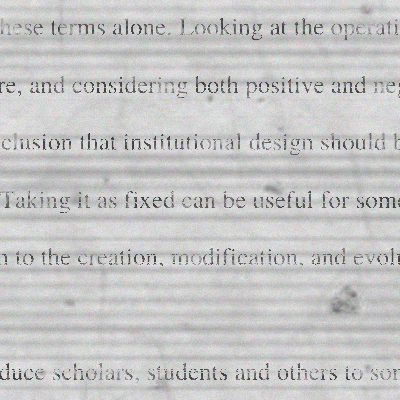 these terms alone. Looking at the operati
re, and considering both positive and neg
clusion that institutional design should b
Taking it as fixed can be useful for some
n to the creation, modification, and evolu
duce scholars, students and others to som